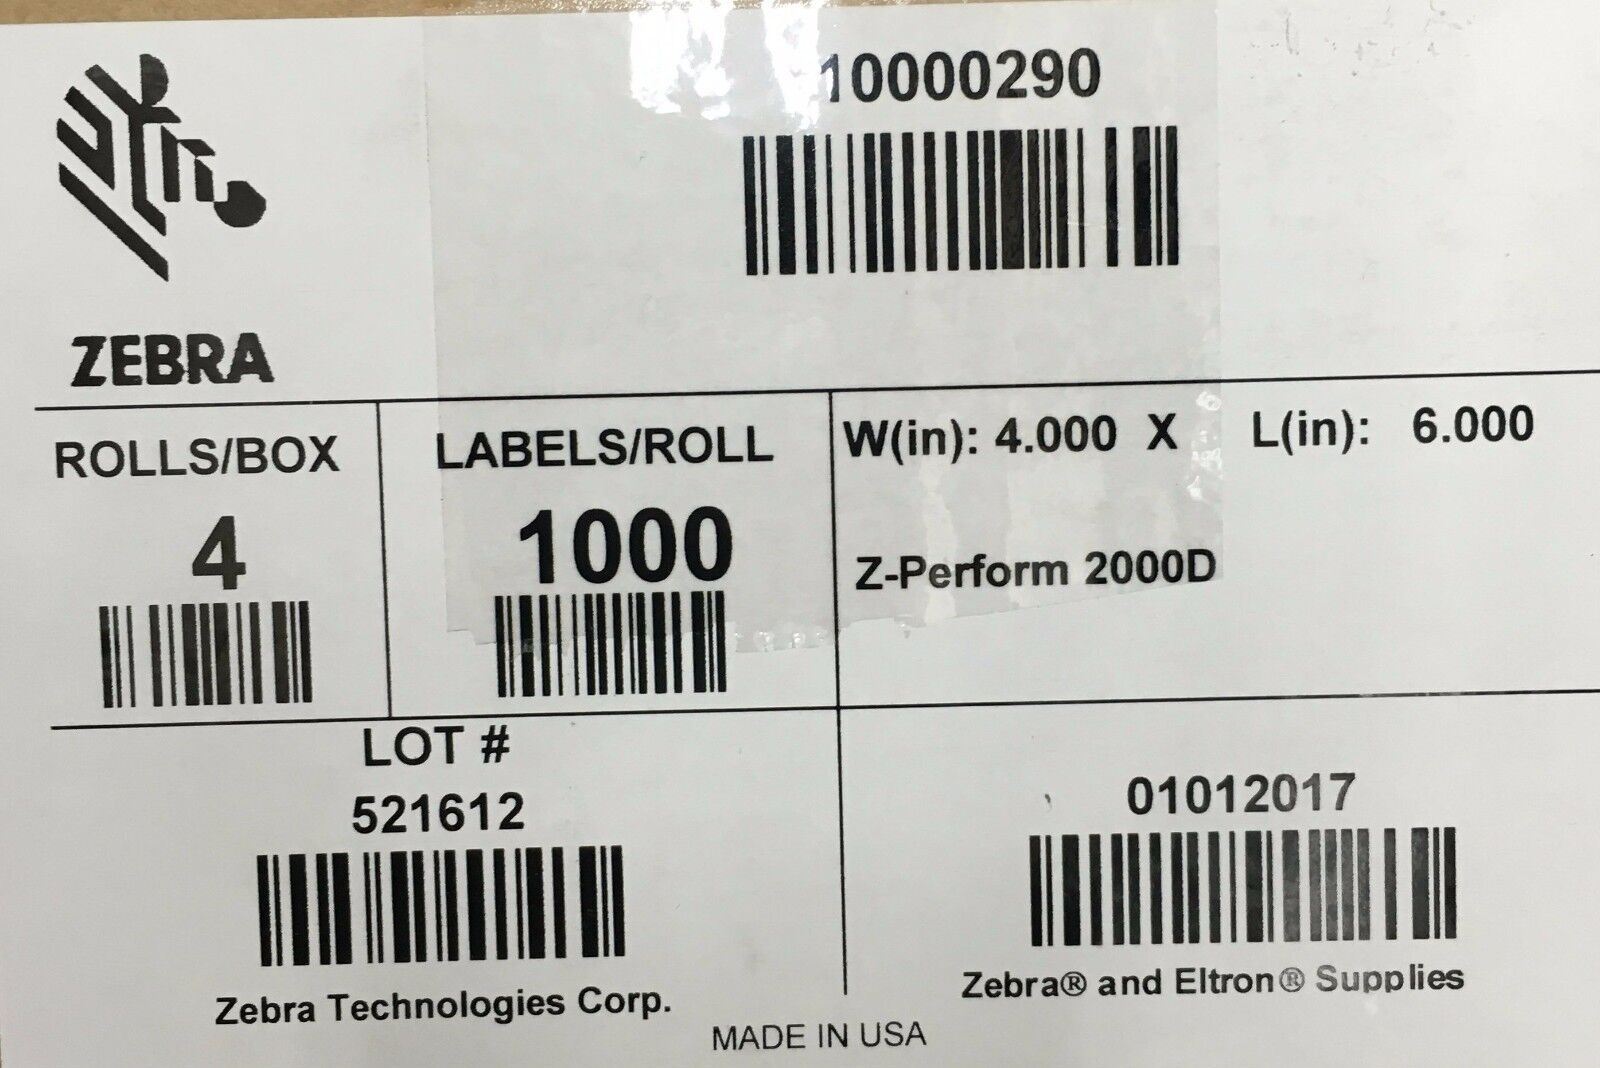 10000290
ZEBRA
ROLLS/BOX
4
LABELS/ROLL
1000
W(in): 4.000 X L(in): 6.000
Z-Perform 2000D
LOT #
521612
Zebra Technologies Corp.
01012017
Zebra® and Eltron® Supplies
MADE IN USA